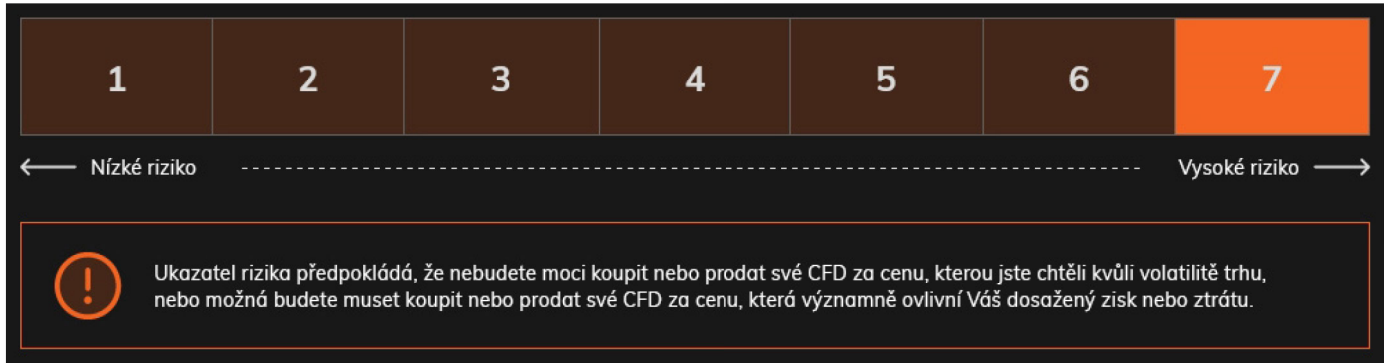 1 2 3 4 5 6 7
Nízké riziko Vysoké riziko
Ukazatel rizika předpokládá, že nebudete moci koupit nebo prodat své CFD za cenu, kterou jste chtěli kvůli volatilitě trhu,
nebo možná budete muset koupit nebo prodat své CFD za cenu, která významně ovlivní Váš dosažený zisk nebo ztrátu.